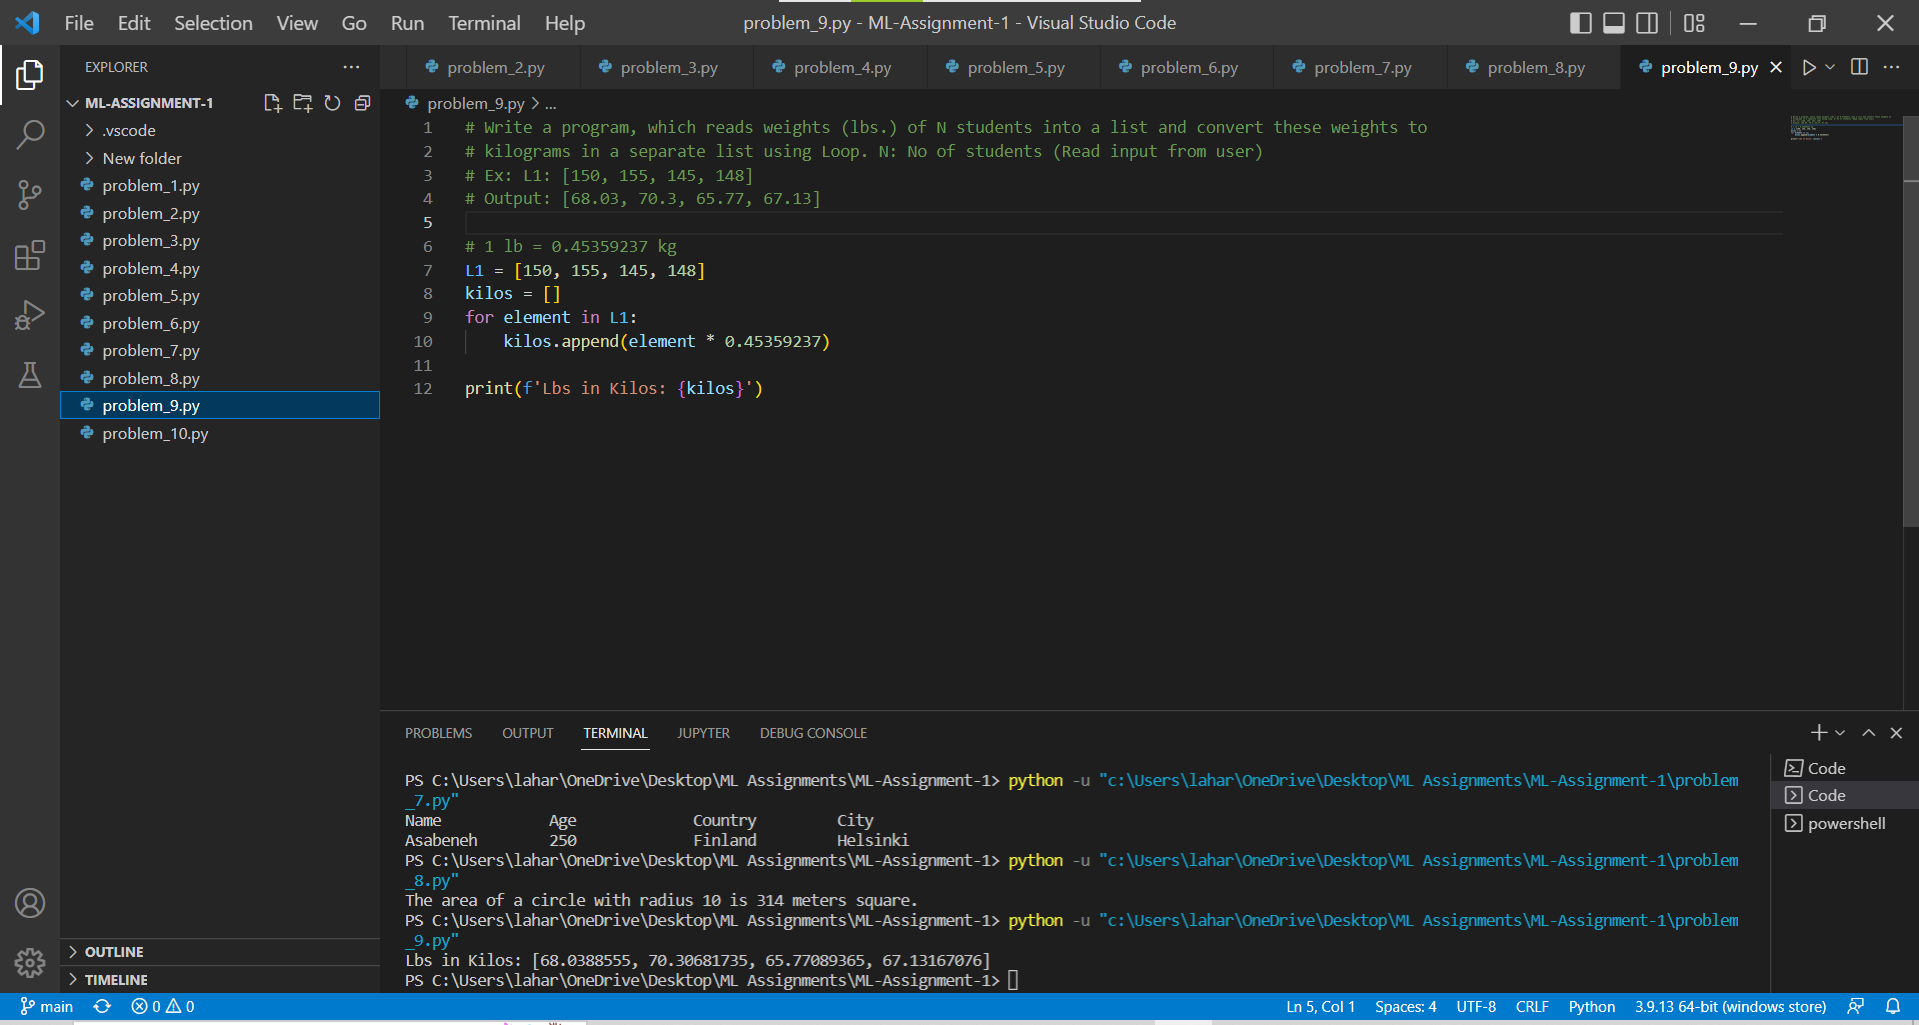 File Edit Selection View Go Run Terminal Help problem_9.py - ML-Assignment-1 - Visual Studio Code
EXPLORER
problem_2.py problem_3.py problem_4.py problem_5.py problem_6.py problem_7.py problem_8.py problem_9.py
ML-ASSIGNMENT-1
.vscode
New folder
problem_1.py
problem_2.py
problem_3.py
problem_4.py
problem_5.py
problem_6.py
problem_7.py
problem_8.py
problem_9.py
problem_10.py
OUTLINE
TIMELINE
problem_9.py > ...
1 # Write a program, which reads weights (lbs.) of N students into a list and convert these weights to
2 # kilograms in a separate list using Loop. N: No of students (Read input from user)
3 # Ex: L1: [150, 155, 145, 148]
4 # Output: [68.03, 70.3, 65.77, 67.13]
5
6 # 1 lb = 0.45359237 kg
7 L1 = [150, 155, 145, 148]
8 kilos = []
9 for element in L1:
10     kilos.append(element * 0.45359237)
11
12 print(f'Lbs in Kilos: {kilos}')
PROBLEMS OUTPUT TERMINAL JUPYTER DEBUG CONSOLE
PS C:\Users\lahar\OneDrive\Desktop\ML Assignments\ML-Assignment-1> python -u "c:\Users\lahar\OneDrive\Desktop\ML Assignments\ML-Assignment-1\problem
_7.py"
Name Age Country City
Asabeneh 250 Finland Helsinki
PS C:\Users\lahar\OneDrive\Desktop\ML Assignments\ML-Assignment-1> python -u "c:\Users\lahar\OneDrive\Desktop\ML Assignments\ML-Assignment-1\problem
_8.py"
The area of a circle with radius 10 is 314 meters square.
PS C:\Users\lahar\OneDrive\Desktop\ML Assignments\ML-Assignment-1> python -u "c:\Users\lahar\OneDrive\Desktop\ML Assignments\ML-Assignment-1\problem
_9.py"
Lbs in Kilos: [68.0388555, 70.30681735, 65.77089365, 67.13167076]
PS C:\Users\lahar\OneDrive\Desktop\ML Assignments\ML-Assignment-1>
Code
Code
powershell
main 0 0 Ln 5, Col 1 Spaces: 4 UTF-8 CRLF Python 3.9.13 64-bit (windows store)